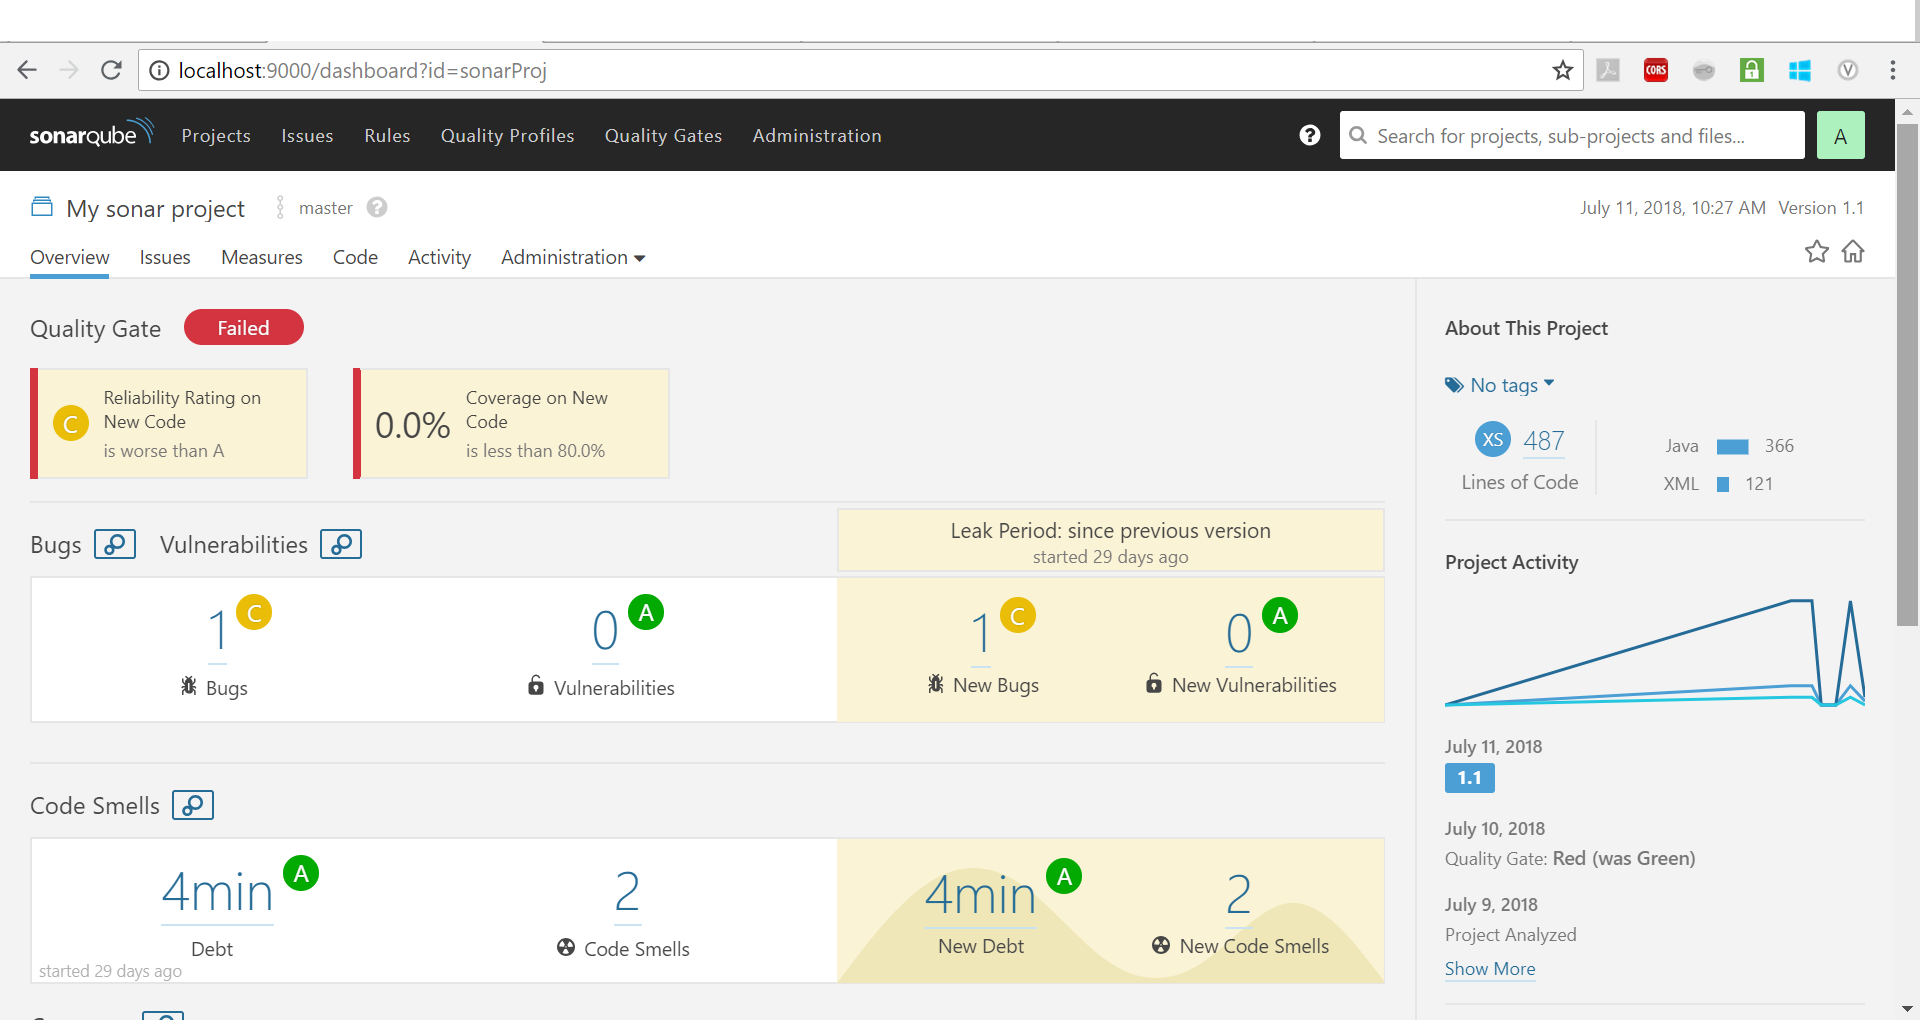 localhost:9000/dashboard?id=sonarProj
CORS
1
V
sonarqube Projects Issues Rules Quality Profiles Quality Gates Administration
? Search for projects, sub-projects and files... A
My sonar project master ?
July 11, 2018, 10:27 AM Version 1.1
Overview Issues Measures Code Activity Administration
Quality Gate Failed
C
Reliability Rating on
New Code
is worse than A
0.0%
Coverage on New
Code
is less than 80.0%
Bugs Vulnerabilities
Leak Period: since previous version
started 29 days ago
1 C
Bugs
0 A
Vulnerabilities
1 C
New Bugs
0 A
New Vulnerabilities
Code Smells
4min A
Debt
started 29 days ago
2
Code Smells
4min A
New Debt
2
New Code Smells
About This Project
No tags
XS 487
Lines of Code
Java 366
XML 121
Project Activity
July 11, 2018
1.1
July 10, 2018
Quality Gate: Red (was Green)
July 9, 2018
Project Analyzed
Show More